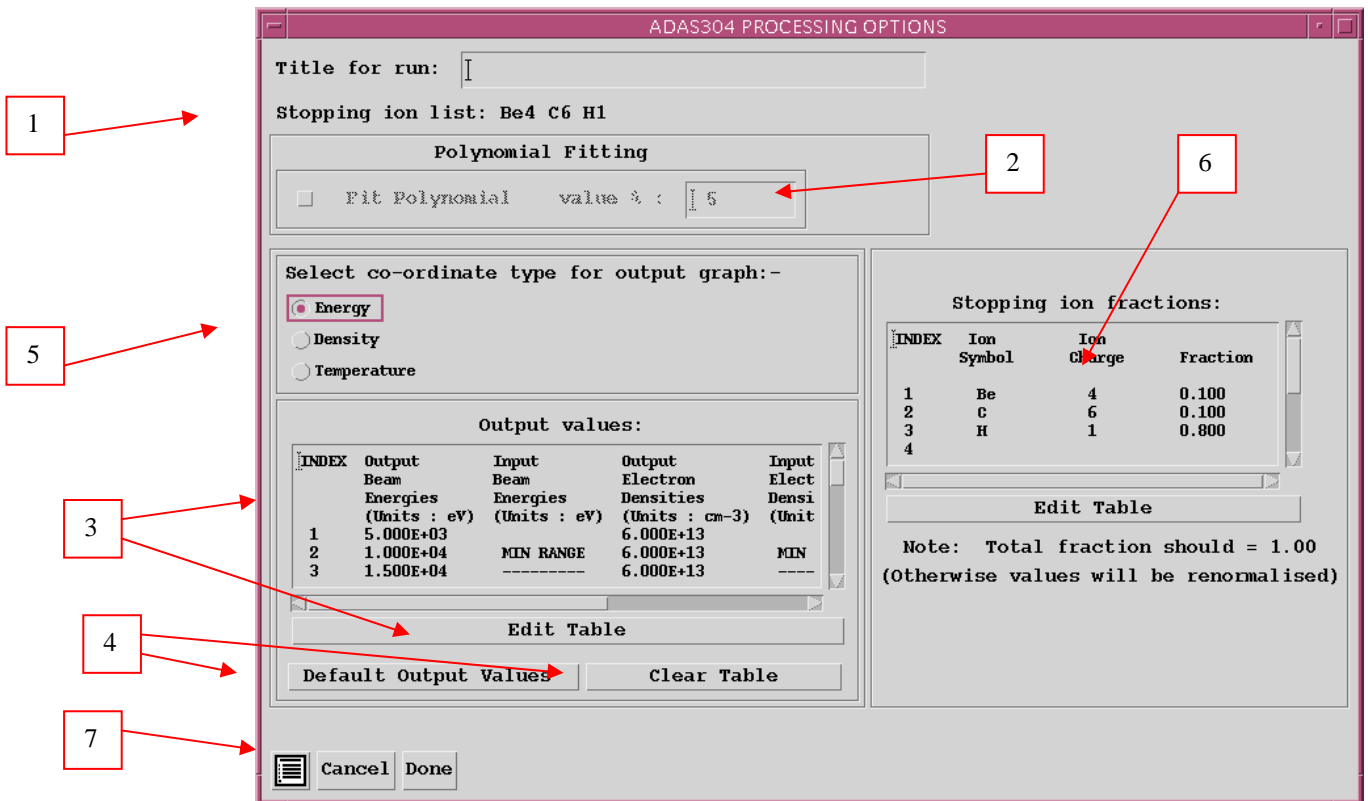 ADAS304 PROCESSING OPTIONS
Title for run:
1
Stopping ion list: Be4 C6 H1
Polynomial Fitting
2
6
Fit Polynomial value % : 5
Select co-ordinate type for output graph:-
Energy
Density
Temperature
5
Stopping ion fractions:
INDEX Ion Ion
Symbol Charge Fraction
1 Be 4 0.100
2 C 6 0.100
3 H 1 0.800
4
Edit Table
Note: Total fraction should = 1.00
(Otherwise values will be renormalised)
Output values:
INDEX Output Input Output Input
Beam Beam Electron Elect
Energies Energies Densities Densi
(Units : eV) (Units : eV) (Units : cm-3) (Unit
1 5.000E+03 6.000E+13
2 1.000E+04 MIN RANGE 6.000E+13 MIN
3 1.500E+04 --------- 6.000E+13 ----
3
Edit Table
4
Default Output Values Clear Table
7
Cancel Done